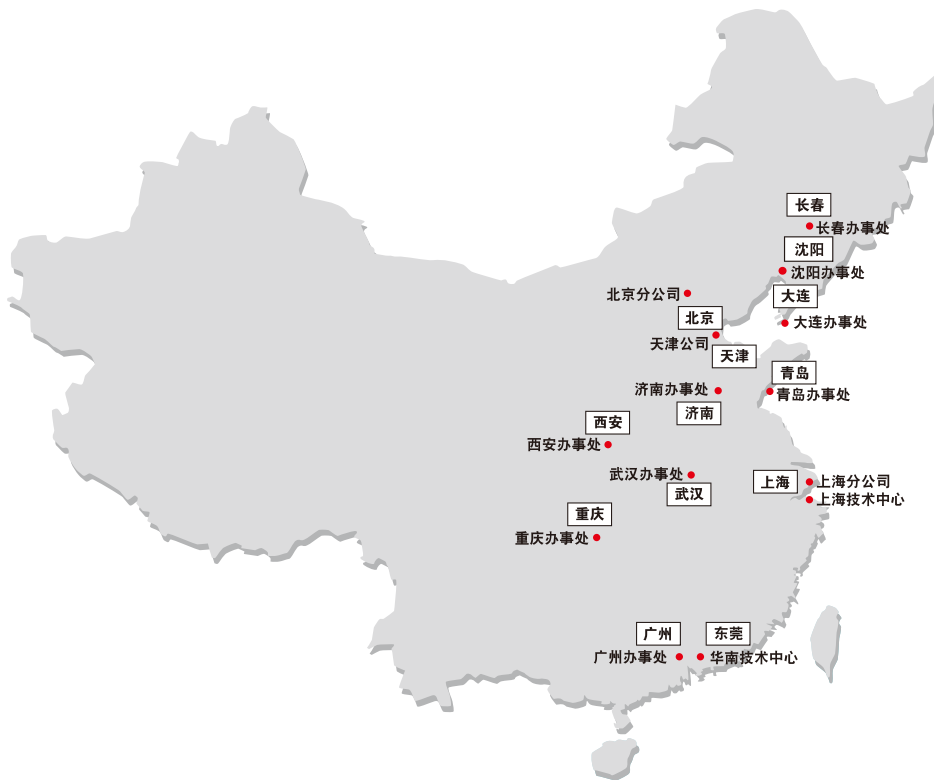 长春
长春办事处
沈阳
沈阳办事处
北京分公司
大连
北京
大连办事处
天津公司
天津
青岛
济南办事处
青岛办事处
济南
西安
西安办事处
武汉办事处
上海
上海分公司
武汉
上海技术中心
重庆
重庆办事处
广州
东莞
广州办事处
华南技术中心